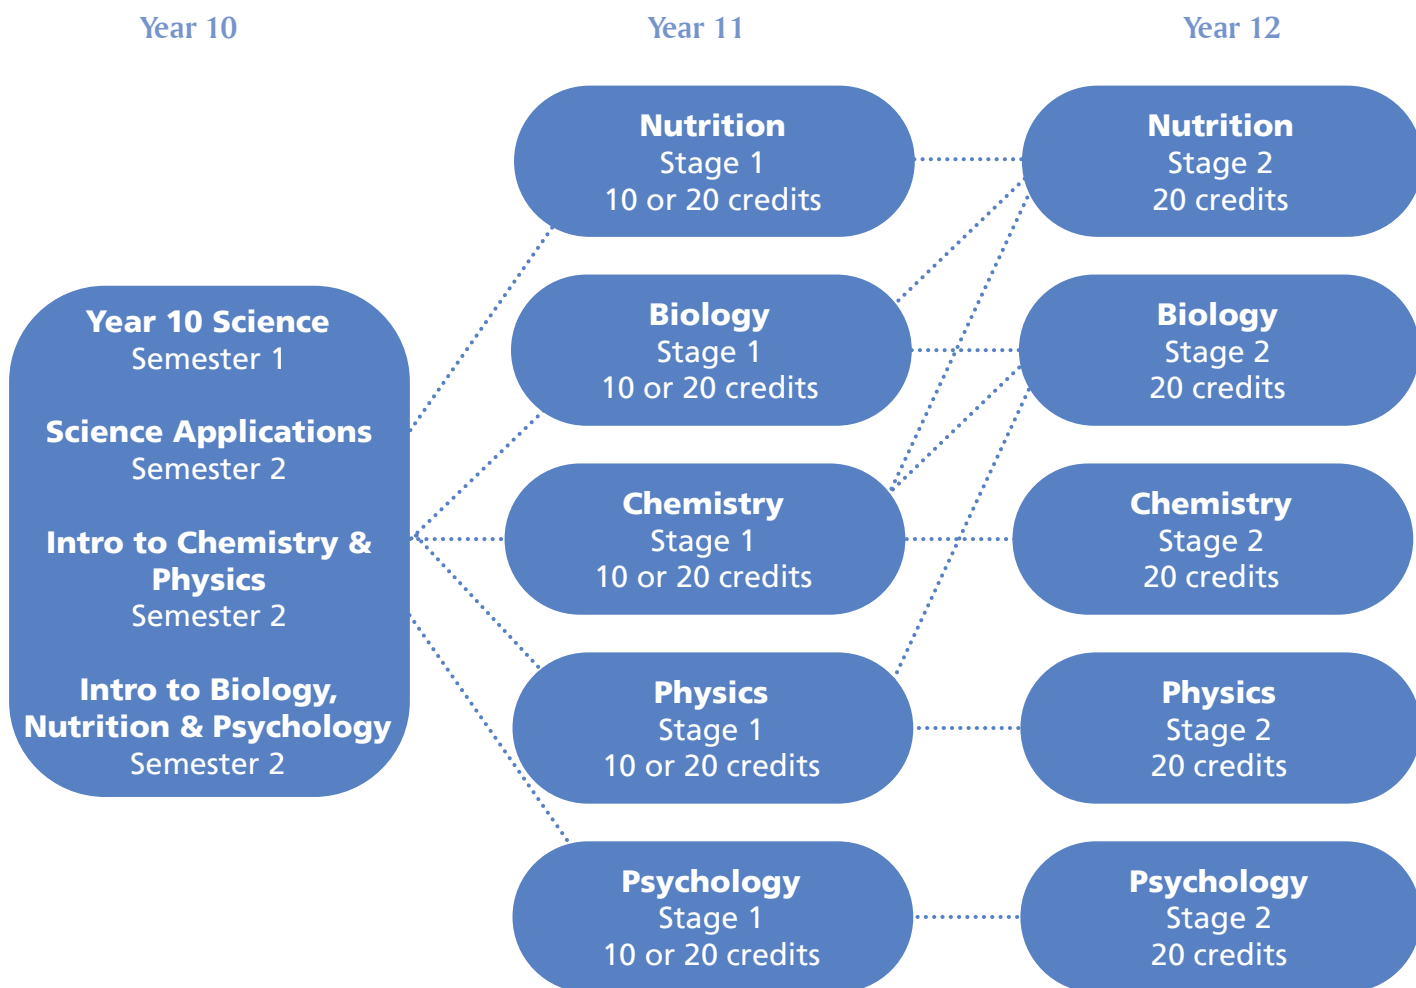 Year 10
Year 11
Year 12
Year 10 Science
Semester 1
Science Applications
Semester 2
Intro to Chemistry &
Physics
Semester 2
Intro to Biology,
Nutrition & Psychology
Semester 2
Nutrition
Stage 1
10 or 20 credits
Biology
Stage 1
10 or 20 credits
Chemistry
Stage 1
10 or 20 credits
Physics
Stage 1
10 or 20 credits
Psychology
Stage 1
10 or 20 credits
Nutrition
Stage 2
20 credits
Biology
Stage 2
20 credits
Chemistry
Stage 2
20 credits
Physics
Stage 2
20 credits
Psychology
Stage 2
20 credits